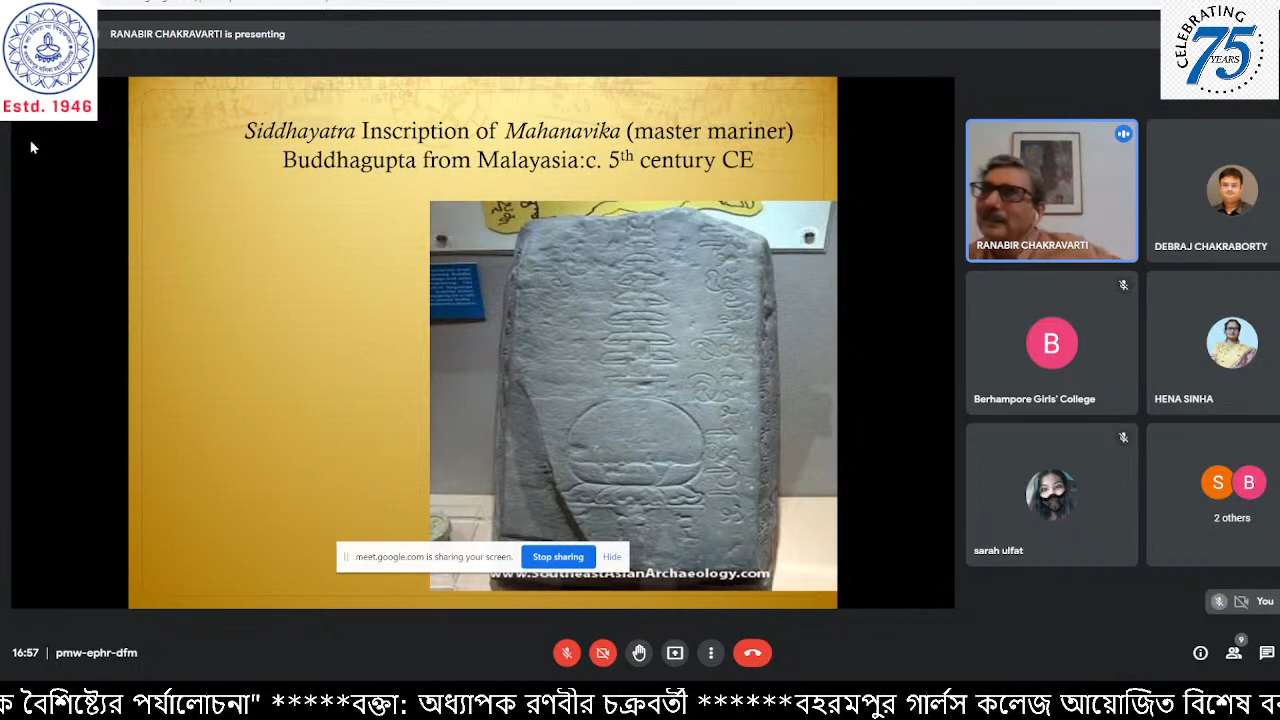 RANABIR CHAKRAVARTI is presenting
CELEBRATING
75
YEARS
Estd. 1946
Siddhayatra Inscription of Mahanavika (master mariner)
Buddhagupta from Malayasia:c. 5th century CE
RANABIR CHAKRAVARTI
DEBRAJ CHAKRABORTY
B
Berhampore Girls' College
HENA SINHA
S
B
2 others
sarah ulfat
meet.google.com is sharing your screen.
Stop sharing
Hide
www.SoutheastAsianArchaeology.com
You
16:57 | pmw-ephr-dfm
9
ক বৈশিষ্ট্যের পর্যালোচনা" *****বক্তা: অধ্যাপক রণবীর চক্রবর্তী ******বহরমপুর গার্লস কলেজ আয়োজিত বিশেষ ব